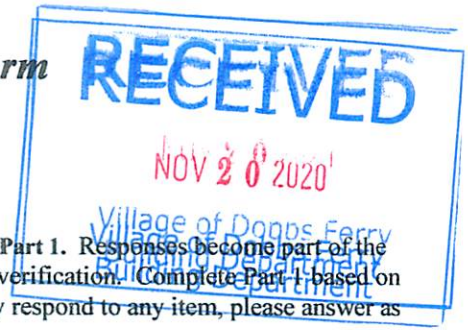 rm
RECEIVED
NOV 20 2020
Village of Dobbs Ferry
Building Department
Part 1. Responses become part of the
verification. Complete Part 1 based on
y respond to any item, please answer as